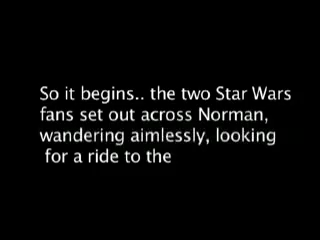 So it begins.. the two Star Wars
fans set out across Norman,
wandering aimlessly, looking
for a ride to the